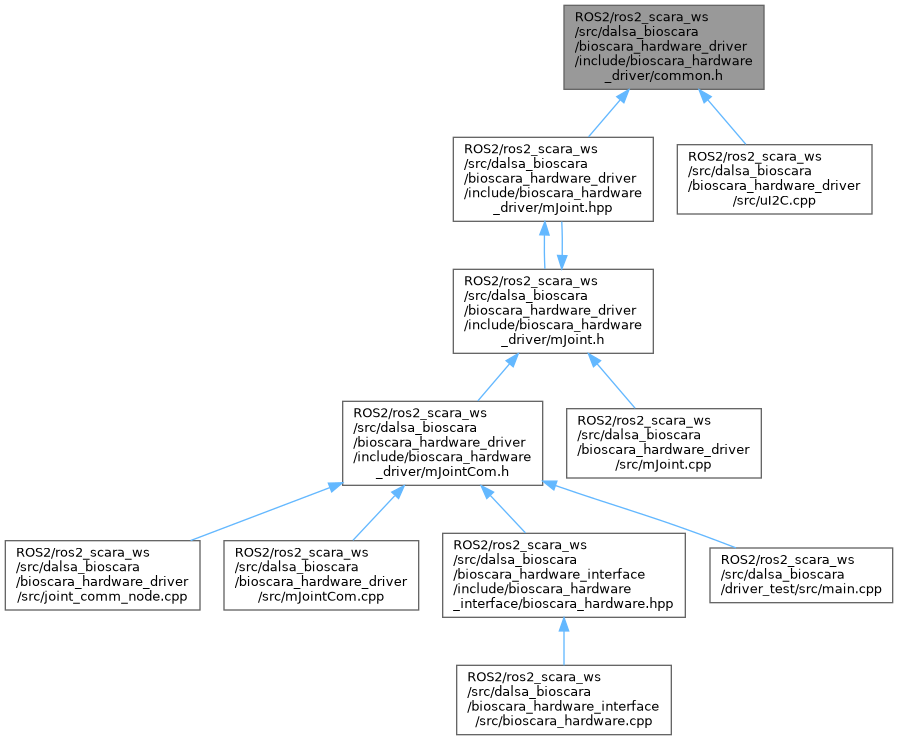 ROS2/ros2_scara_ws
/src/dalsa_bioscara
/bioscara_hardware_driver
/include/bioscara_hardware
_driver/common.h
ROS2/ros2_scara_ws
/src/dalsa_bioscara
/bioscara_hardware_driver
/include/bioscara_hardware
_driver/mJoint.hpp
ROS2/ros2_scara_ws
/src/dalsa_bioscara
/bioscara_hardware_driver
/src/uI2C.cpp
ROS2/ros2_scara_ws
/src/dalsa_bioscara
/bioscara_hardware_driver
/include/bioscara_hardware
_driver/mJoint.h
ROS2/ros2_scara_ws
/src/dalsa_bioscara
/bioscara_hardware_driver
/include/bioscara_hardware
_driver/mJointCom.h
ROS2/ros2_scara_ws
/src/dalsa_bioscara
/bioscara_hardware_driver
/src/mJoint.cpp
ROS2/ros2_scara_ws
/src/dalsa_bioscara
/bioscara_hardware_driver
/src/joint_comm_node.cpp
ROS2/ros2_scara_ws
/src/dalsa_bioscara
/bioscara_hardware_driver
/src/mJointCom.cpp
ROS2/ros2_scara_ws
/src/dalsa_bioscara
/bioscara_hardware_interface
/include/bioscara_hardware
_interface/bioscara_hardware.hpp
ROS2/ros2_scara_ws
/src/dalsa_bioscara
/driver_test/src/main.cpp
ROS2/ros2_scara_ws
/src/dalsa_bioscara
/bioscara_hardware_interface
/src/bioscara_hardware.cpp